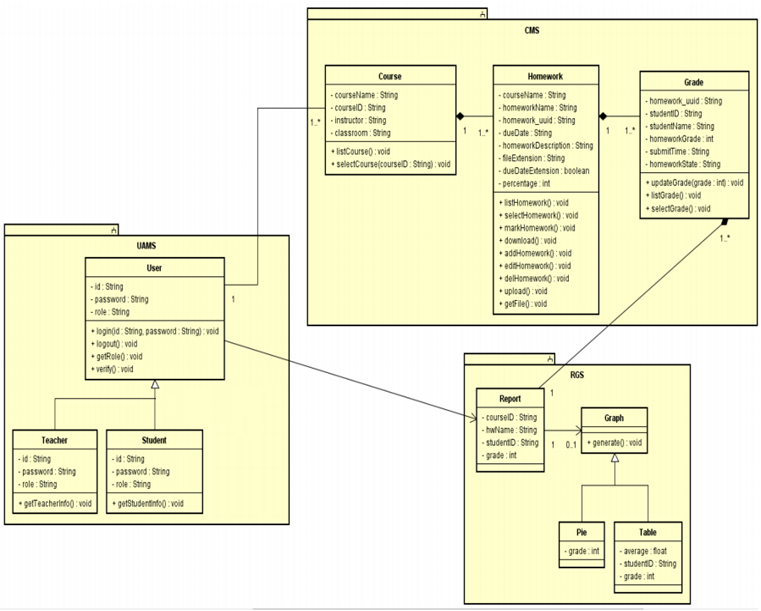 CMS
Course
- courseName : String
- courseID : String
- instructor : String
- classroom : String
+ listCourse() : void
+ selectCourse(courseID : String) : void
1..*
1
1..*
Homework
- courseName : String
- homeworkName : String
- homework_uuid : String
- dueDate : String
- homeworkDescription : String
- fileExtension : String
- dueDateExtension : boolean
- percentage : int
+ listHomework() : void
+ selectHomework() : void
+ markHomework() : void
+ download() : void
+ addHomework() : void
+ editHomework() : void
+ delHomework() : void
+ upload() : void
+ getFile() : void
1
1..*
Grade
- homework_uuid : String
- studentID : String
- studentName : String
- homeworkGrade : int
- submitTime : String
- homeworkState : String
+ updateGrade(grade : int) : void
+ listGrade() : void
+ selectGrade() : void
1..*
UAMS
User
- id : String
- password : String
- role : String
+ login(id : String, password : String) : void
+ logout() : void
+ getRole() : void
+ verify() : void
1
Teacher
- id : String
- password : String
- role : String
+ getTeacherInfo() : void
Student
- id : String
- password : String
- role : String
+ getStudentInfo() : void
RGS
Report
- courseID : String
- hwName : String
- studentID : String
- grade : int
1
1
0..1
Graph
+ generate() : void
Pie
- grade : int
Table
- average : float
- studentID : String
- grade : int